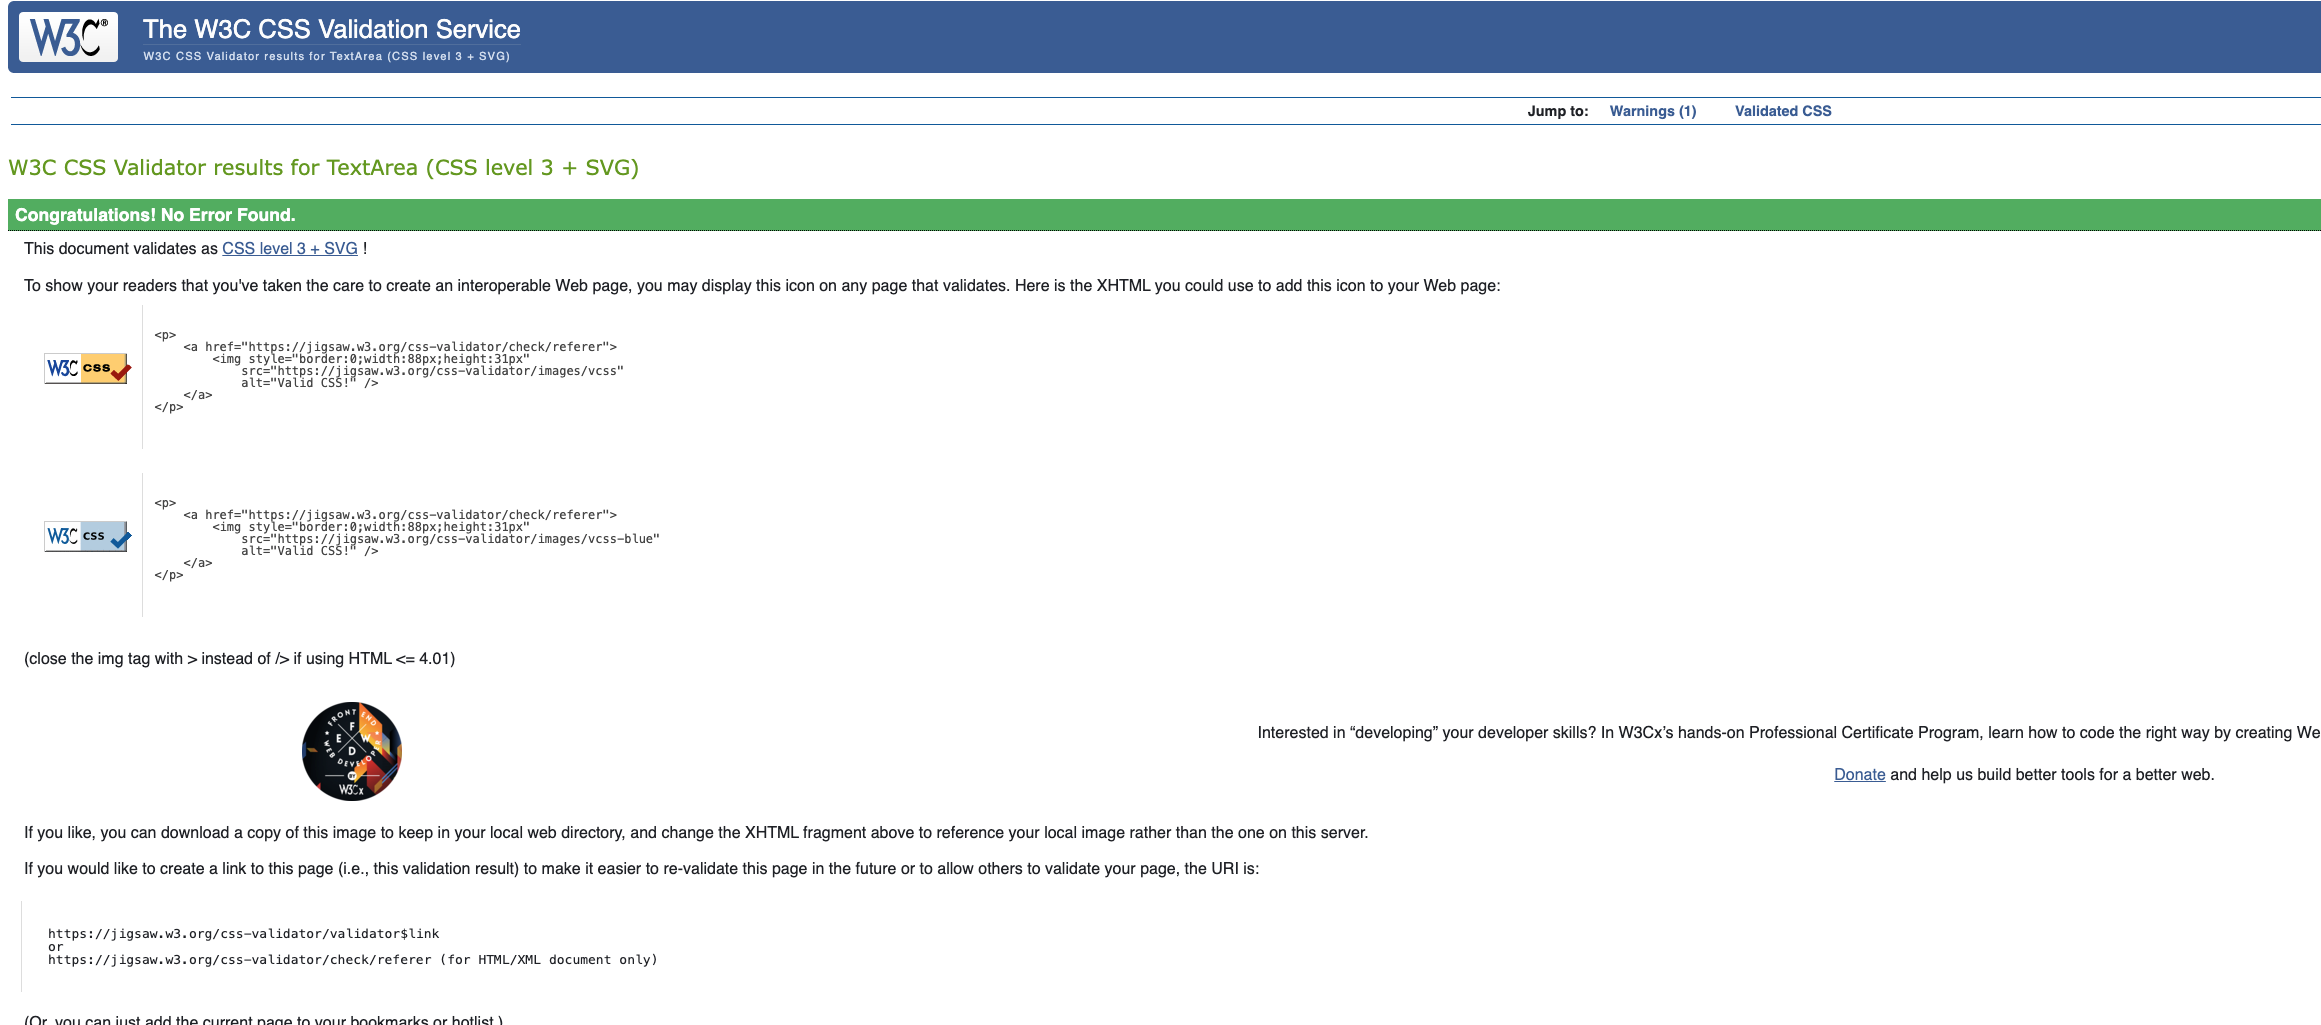 W3C®
The W3C CSS Validation Service
W3C CSS Validator results for TextArea (CSS level 3 + SVG)
Jump to: Warnings (1) Validated CSS
W3C CSS Validator results for TextArea (CSS level 3 + SVG)
Congratulations! No Error Found.
This document validates as CSS level 3 + SVG !
To show your readers that you've taken the care to create an interoperable Web page, you may display this icon on any page that validates. Here is the XHTML you could use to add this icon to your Web page:
W3C css
<p>
<a href="https://jigsaw.w3.org/css-validator/check/referer">
<img style="border:0;width:88px;height:31px"
src="https://jigsaw.w3.org/css-validator/images/vcss"
alt="Valid CSS!" />
</a>
</p>
W3C css
<p>
<a href="https://jigsaw.w3.org/css-validator/check/referer">
<img style="border:0;width:88px;height:31px"
src="https://jigsaw.w3.org/css-validator/images/vcss-blue"
alt="Valid CSS!" />
</a>
</p>
(close the img tag with > instead of /> if using HTML <= 4.01)
FRONT END
F E W D
WEB DEVELOPER
W3Cx
Interested in “developing” your developer skills? In W3Cx’s hands-on Professional Certificate Program, learn how to code the right way by creating We
Donate and help us build better tools for a better web.
If you like, you can download a copy of this image to keep in your local web directory, and change the XHTML fragment above to reference your local image rather than the one on this server.
If you would like to create a link to this page (i.e., this validation result) to make it easier to re-validate this page in the future or to allow others to validate your page, the URI is:
https://jigsaw.w3.org/css-validator/validator$link
or
https://jigsaw.w3.org/css-validator/check/referer (for HTML/XML document only)
(Or, you can just add the current page to your bookmarks or hotlist.)